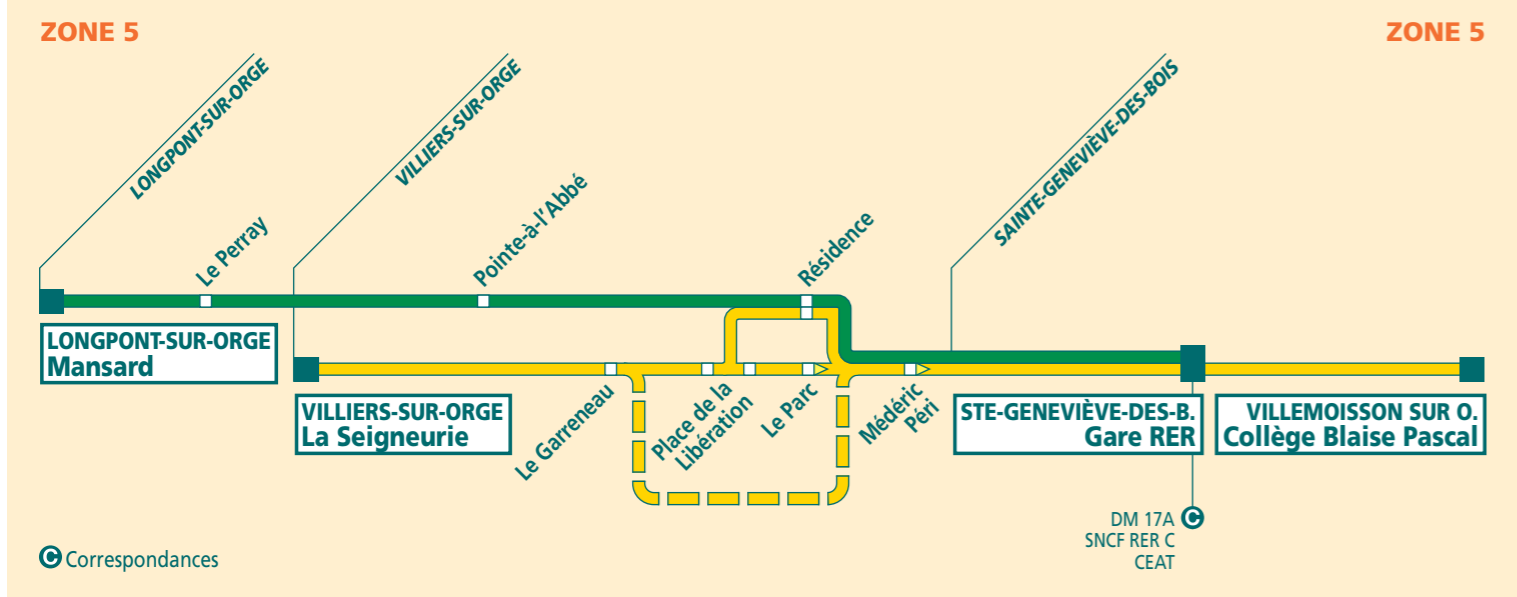 ZONE 5
ZONE 5
LONGPONT-SUR-ORGE
VILLIERS-SUR-ORGE
SAINTE-GENEVIÈVE-DES-BOIS
Le Perray
Pointe-à-l'Abbé
Résidence
LONGPONT-SUR-ORGE
Mansard
VILLIERS-SUR-ORGE
La Seigneurie
Le Garreneau
Place de la
Libération
Le Parc
Médéric
Péri
STE-GENEVIÈVE-DES-B.
Gare RER
VILLEMOISSON SUR O.
Collège Blaise Pascal
DM 17A C
SNCF RER C
CEAT
C Correspondances